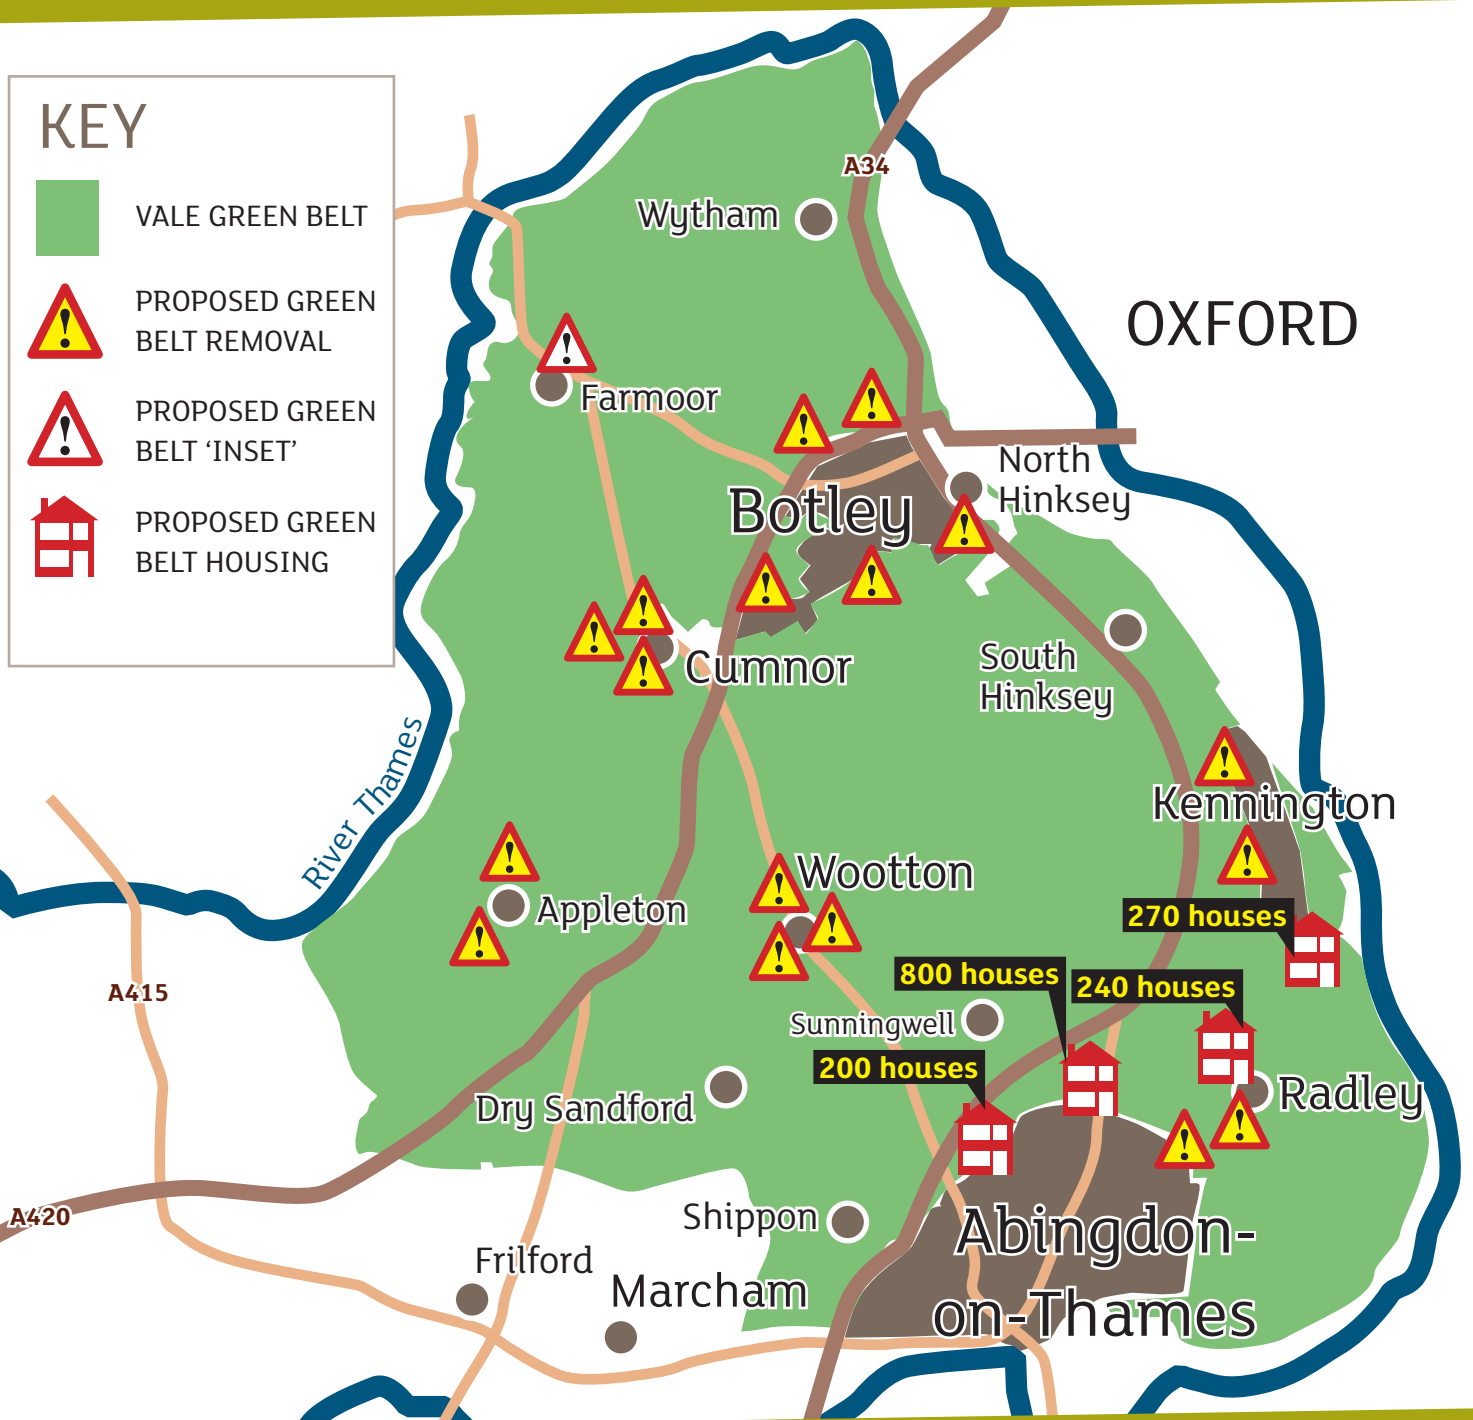 KEY
VALE GREEN BELT
PROPOSED GREEN
BELT REMOVAL
PROPOSED GREEN
BELT ‘INSET’
PROPOSED GREEN
BELT HOUSING
A34
Wytham
OXFORD
Farmoor
North
Hinksey
Botley
Cumnor
South
Hinksey
River Thames
Kennington
Wootton
Appleton
270 houses
800 houses
240 houses
A415
Sunningwell
200 houses
Dry Sandford
Radley
A420
Shippon
Abingdon-
on-Thames
Frilford
Marcham